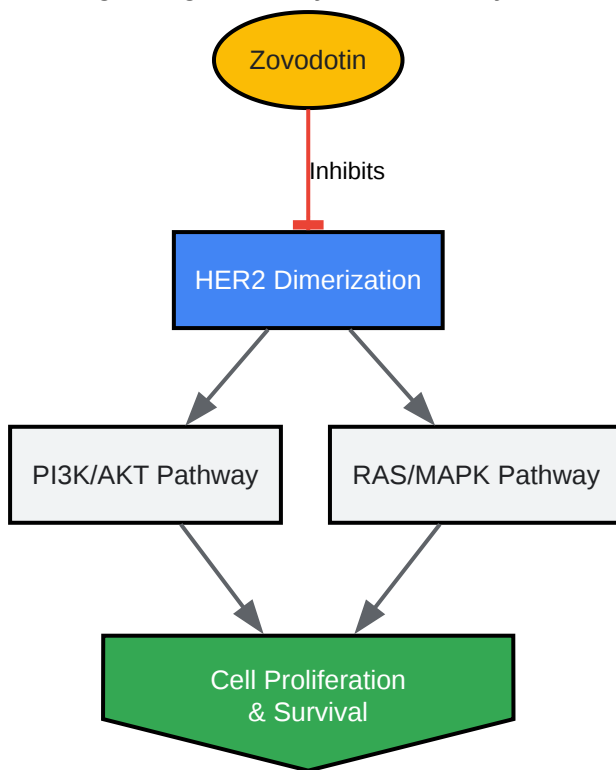 Zovodotin
Inhibits
HER2 Dimerization
PI3K/AKT Pathway RAS/MAPK Pathway
Cell Proliferation
& Survival